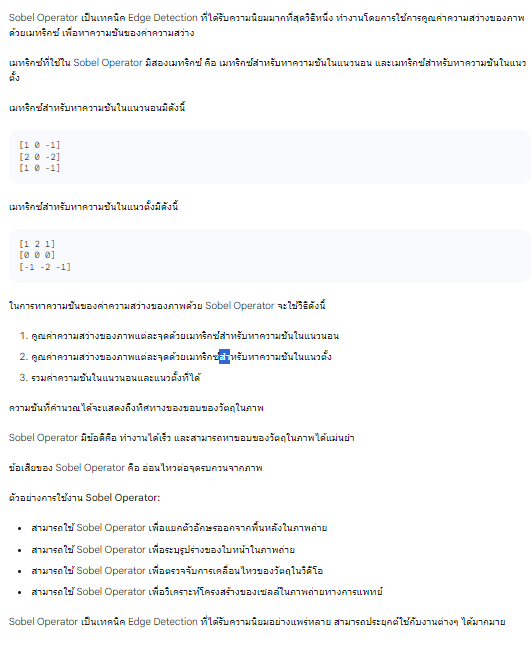 Sobel Operator เป็นเทคนิค Edge Detection ที่ได้รับความนิยมมากที่สุดวิธีหนึ่ง ทำงานโดยการใช้การคูณค่าความสว่างของภาพ
ด้วยเมทริกซ์ เพื่อหาความชันของค่าความสว่าง
เมทริกซ์ที่ใช้ใน Sobel Operator มีสองเมทริกซ์ คือ เมทริกซ์สำหรับหาความชันในแนวนอน และเมทริกซ์สำหรับหาความชันในแนว
ตั้ง
เมทริกซ์สำหรับหาความชันในแนวนอนมีดังนี้
[1 0 -1]
[2 0 -2]
[1 0 -1]
เมทริกซ์สำหรับหาความชันในแนวตั้งมีดังนี้
[1 2 1]
[0 0 0]
[-1 -2 -1]
ในการหาความชันของค่าความสว่างของภาพด้วย Sobel Operator จะใช้วิธีดังนี้
1. คูณค่าความสว่างของภาพแต่ละจุดด้วยเมทริกซ์สำหรับหาความชันในแนวนอน
2. คูณค่าความสว่างของภาพแต่ละจุดด้วยเมทริกซ์สำหรับหาความชันในแนวตั้ง
3. รวมค่าความชันในแนวนอนและแนวตั้งที่ได้
ความชันที่คำนวณได้จะแสดงถึงทิศทางของขอบของวัตถุในภาพ
Sobel Operator มีข้อดีคือ ทำงานได้เร็ว และสามารถหาขอบของวัตถุในภาพได้แม่นยำ
ข้อเสียของ Sobel Operator คือ อ่อนไหวต่อจุดรบกวนจากภาพ
ตัวอย่างการใช้งาน Sobel Operator:
• สามารถใช้ Sobel Operator เพื่อแยกตัวอักษรออกจากพื้นหลังในภาพถ่าย
• สามารถใช้ Sobel Operator เพื่อระบุรูปร่างของใบหน้าในภาพถ่าย
• สามารถใช้ Sobel Operator เพื่อตรวจจับการเคลื่อนไหวของวัตถุในวิดีโอ
• สามารถใช้ Sobel Operator เพื่อวิเคราะห์โครงสร้างของเซลล์ในภาพถ่ายทางการแพทย์
Sobel Operator เป็นเทคนิค Edge Detection ที่ได้รับความนิยมอย่างแพร่หลาย สามารถประยุกต์ใช้กับงานต่างๆ ได้มากมาย